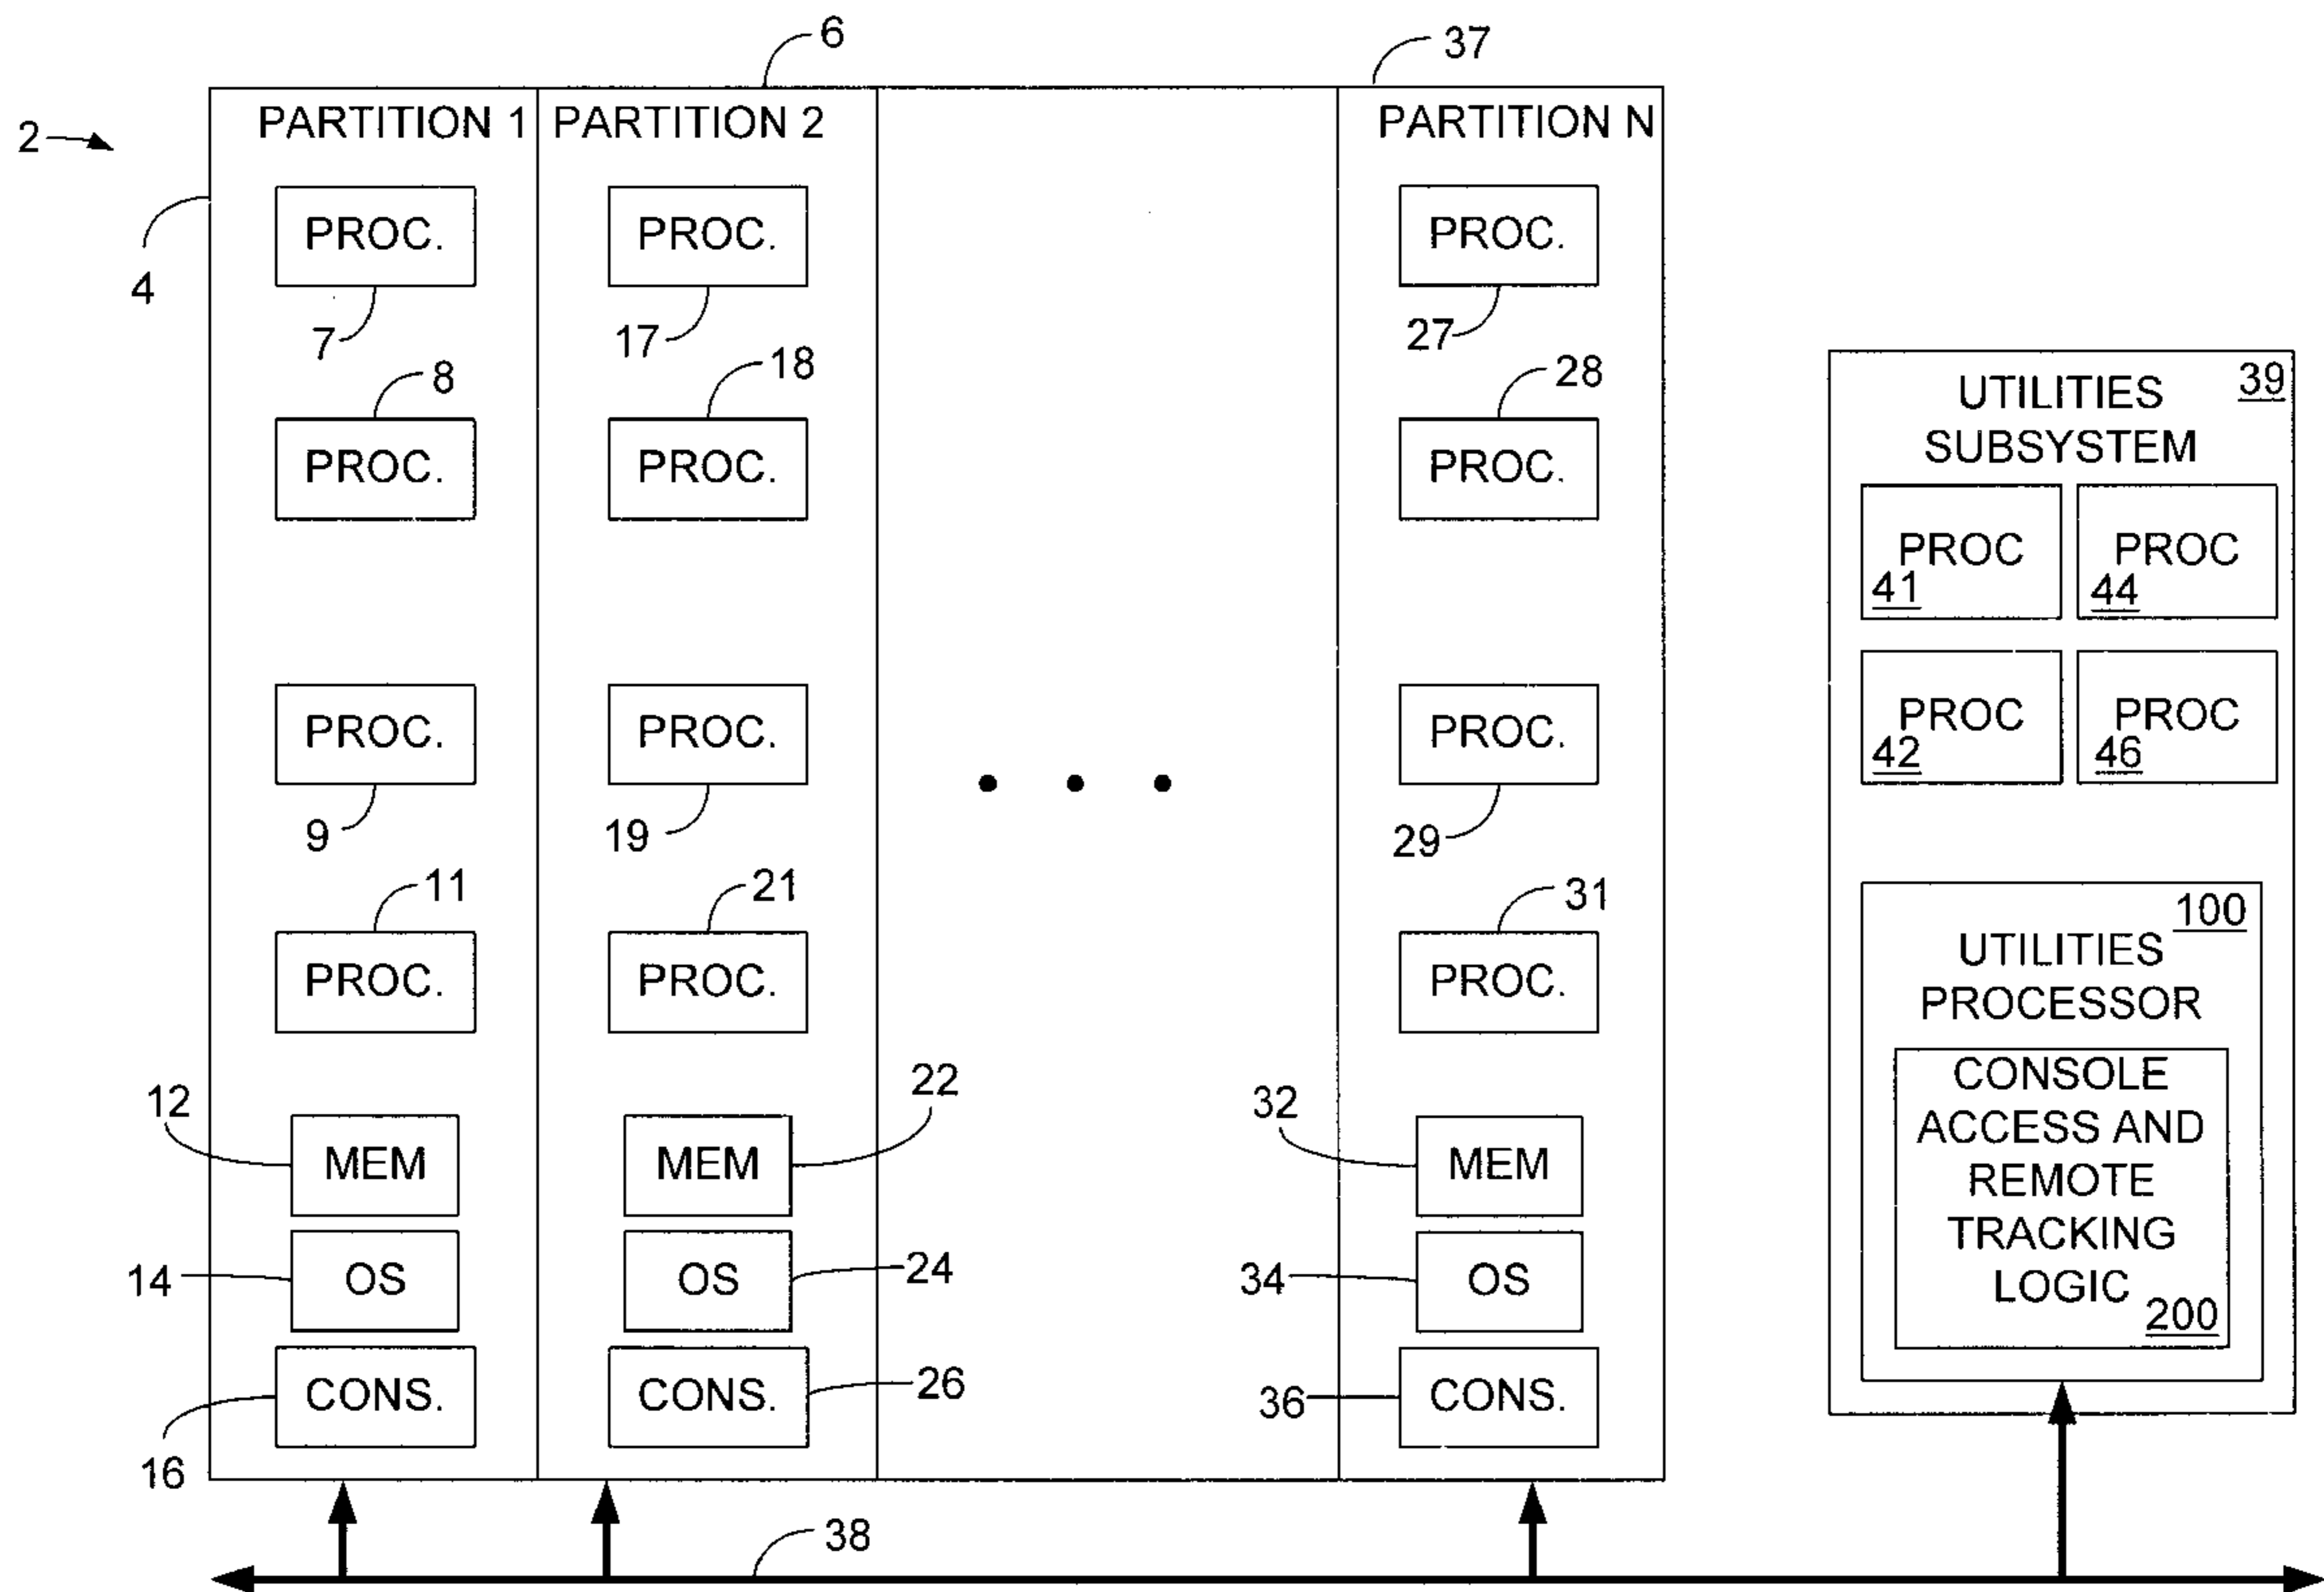 6
37
2
PARTITION 1
PARTITION 2
PARTITION N
4
PROC.
PROC.
PROC.
7
17
27
8
18
28
PROC.
PROC.
PROC.
UTILITIES
SUBSYSTEM
39
PROC
41
PROC
44
PROC
42
PROC
46
PROC.
PROC.
PROC.
9
19
29
11
21
31
PROC.
PROC.
PROC.
100
UTILITIES
PROCESSOR
CONSOLE
ACCESS AND
REMOTE
TRACKING
LOGIC
200
12
22
32
MEM
MEM
MEM
14
OS
OS
24
34
OS
16
CONS.
CONS.
26
36
CONS.
38